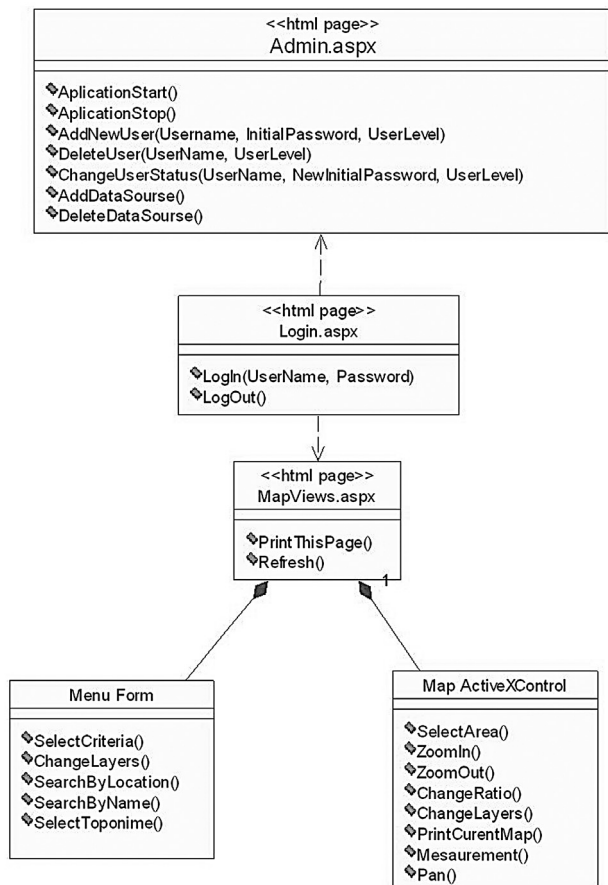 <<html page>>
Admin.aspx
AplicationStart()
AplicationStop()
AddNewUser(Username, InitialPassword, UserLevel)
DeleteUser(UserName, UserLevel)
ChangeUserStatus(UserName, NewInitialPassword, UserLevel)
AddDataSourse()
DeleteDataSourse()
<<html page>>
Login.aspx
LogIn(UserName, Password)
LogOut()
<<html page>>
MapViews.aspx
PrintThisPage()
Refresh()
1
Menu Form
SelectCriteria()
ChangeLayers()
SearchByLocation()
SearchByName()
SelectToponime()
Map ActiveXControl
SelectArea()
ZoomIn()
ZoomOut()
ChangeRatio()
ChangeLayers()
PrintCurentMap()
Mesaurement()
Pan()